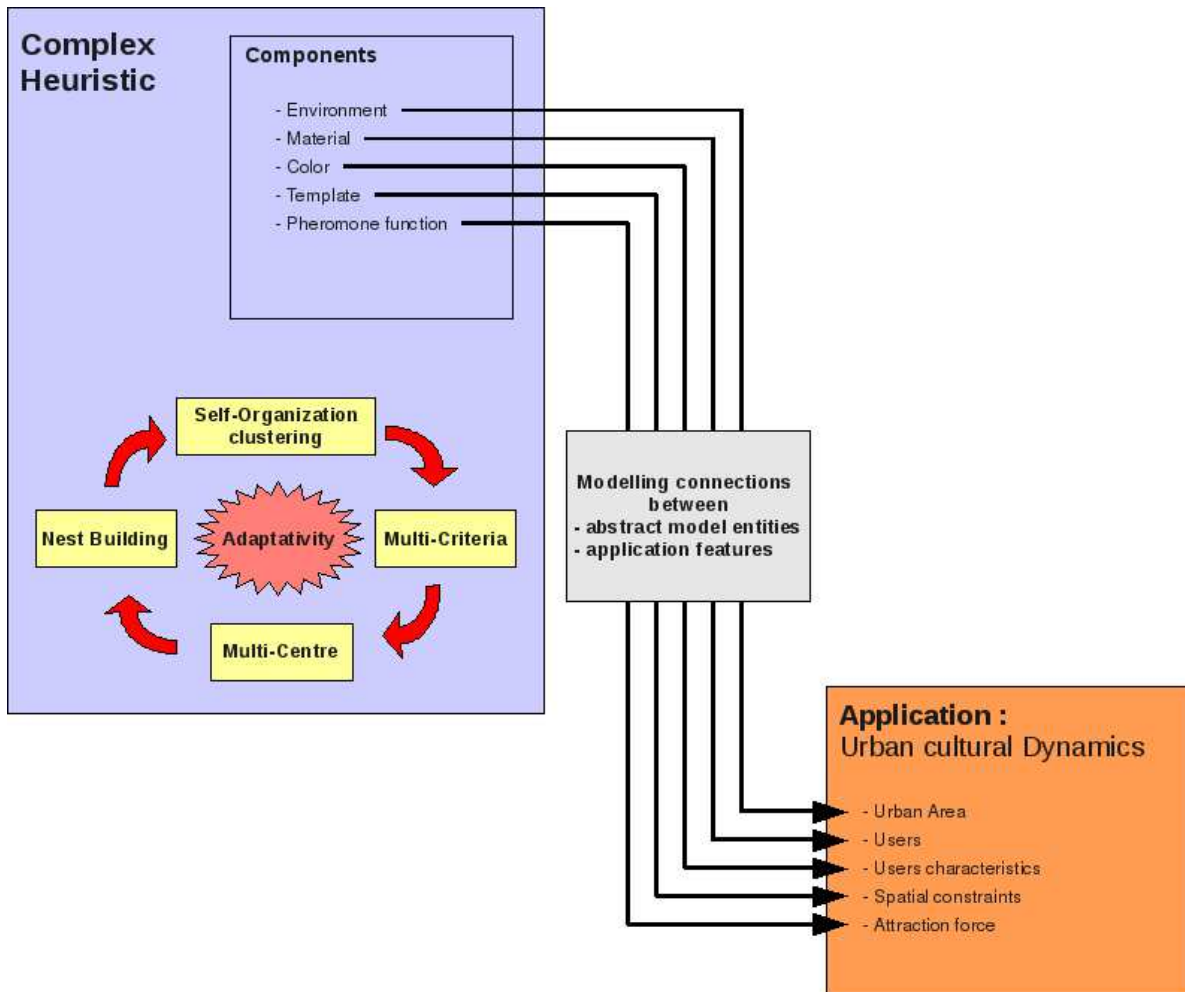 Complex
Heuristic
Components
- Environment
- Material
- Color
- Template
- Pheromone function
Self-Organization
clustering
Nest Building
Adaptativity
Multi-Criteria
Multi-Centre
Modelling connections
between
- abstract model entities
- application features
Application :
Urban cultural Dynamics
- Urban Area
- Users
- Users characteristics
- Spatial constraints
- Attraction force